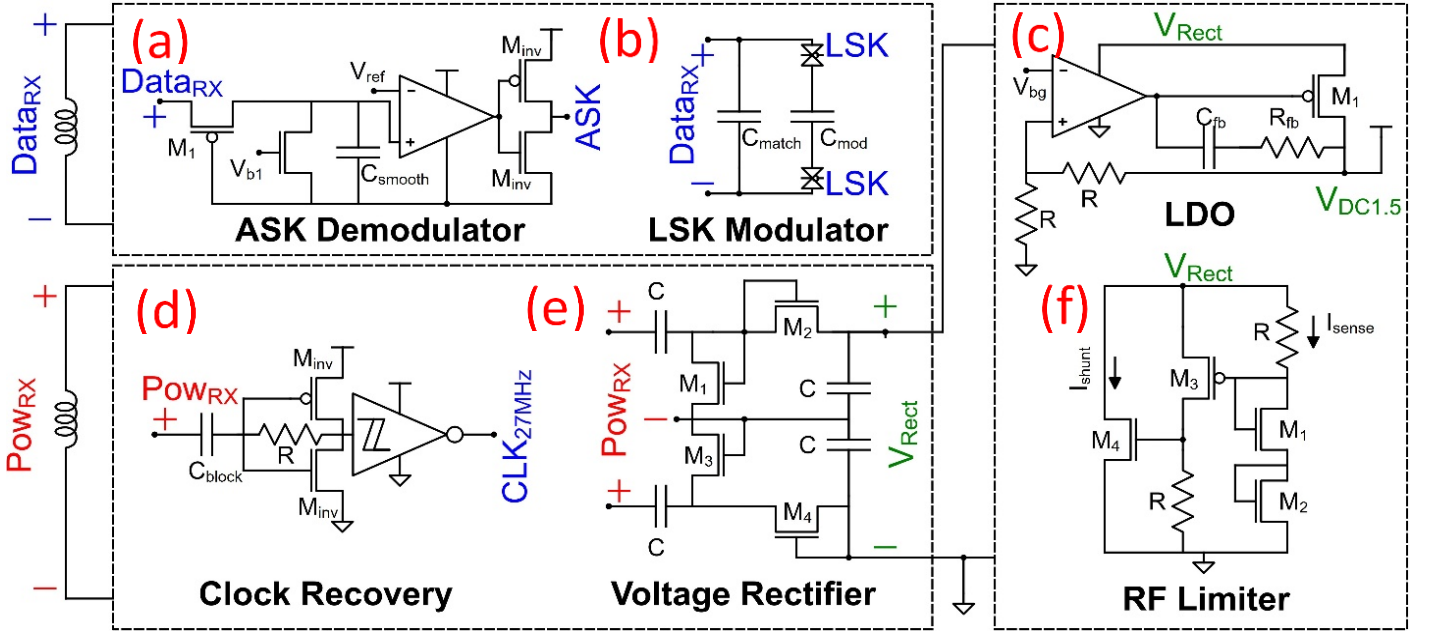 +
Data_RX
−
(a)
Data_RX
+
M_1
V_b1
C_smooth
V_ref
−
+
M_inv
M_inv
ASK
ASK Demodulator
(b)
+
Data_RX
−
C_match
C_mod
LSK
LSK
LSK Modulator
(c)
V_Rect
V_bg
−
+
M_1
C_fb
R_fb
R
R
LDO
V_DC1.5
+
Pow_RX
−
(d)
Pow_RX
+
C_block
R
M_inv
M_inv
CLK_27MHz
Clock Recovery
(e)
C
+
M_2
+
M_1
C
Pow_RX
−
V_Rect
M_3
C
+
C
M_4
−
Voltage Rectifier
(f)
V_Rect
R
I_sense
I_shunt
M_3
M_4
M_1
R
M_2
RF Limiter